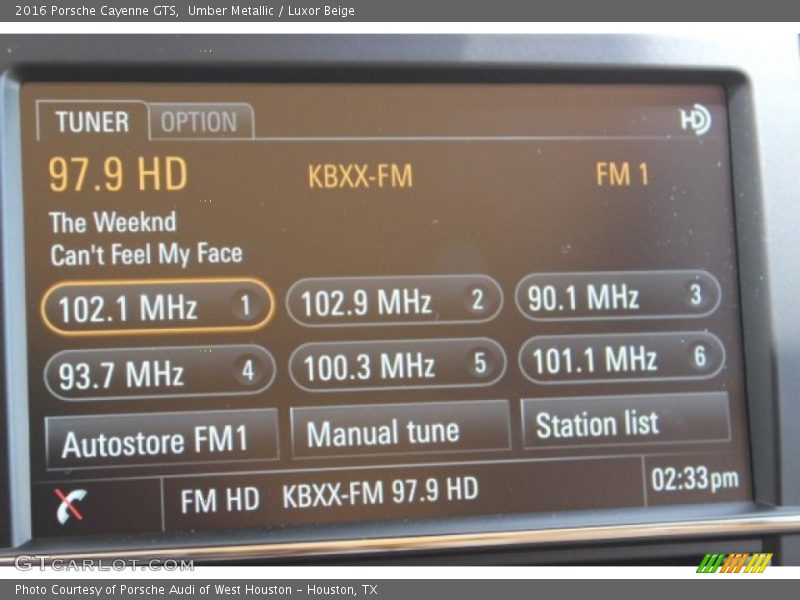 2016 Porsche Cayenne GTS, Umber Metallic / Luxor Beige
TUNER OPTION HD
97.9 HD KBXX-FM FM 1
The Weeknd
Can't Feel My Face
102.1 MHz 1 102.9 MHz 2 90.1 MHz 3
93.7 MHz 4 100.3 MHz 5 101.1 MHz 6
Autostore FM1 Manual tune Station list
FM HD KBXX-FM 97.9 HD 02:33pm
GTCARLOT.COM
Photo Courtesy of Porsche Audi of West Houston - Houston, TX